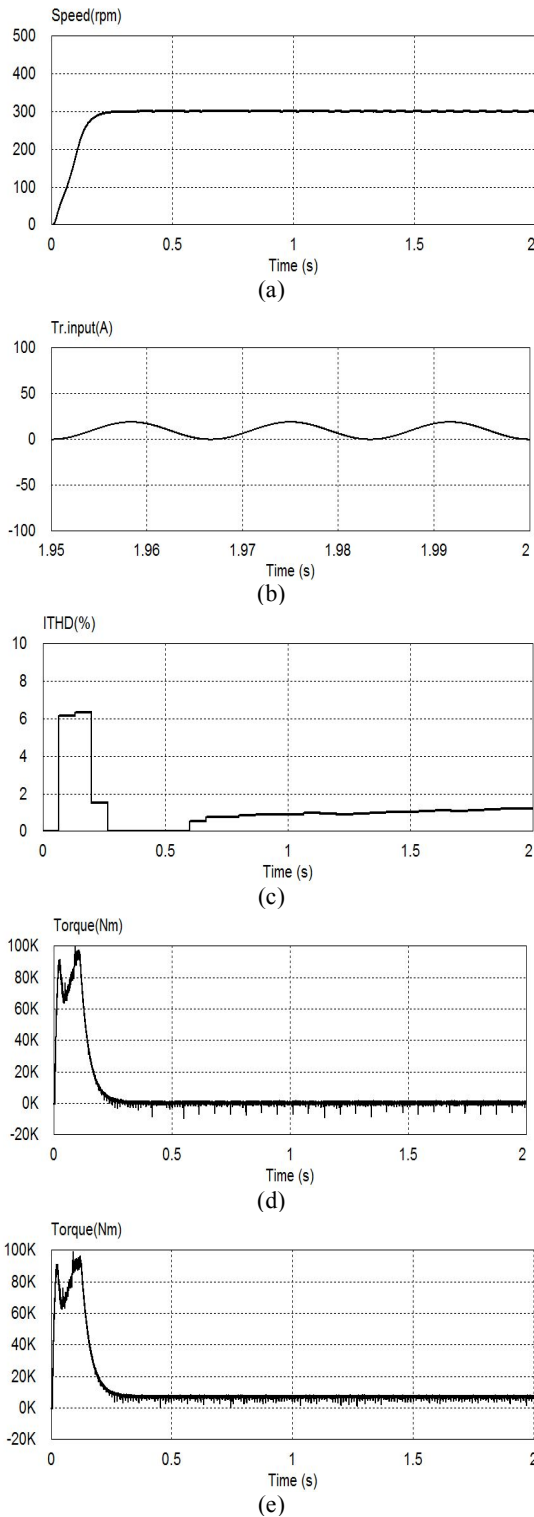 Speed(rpm)
500
400
300
200
100
0
0 0.5 1 1.5 2
Time (s)
(a)
Tr.input(A)
100
50
0
-50
-100
1.95 1.96 1.97 1.98 1.99 2
Time (s)
(b)
ITHD(%)
10
8
6
4
2
0
0 0.5 1 1.5 2
Time (s)
(c)
Torque(Nm)
100K
80K
60K
40K
20K
0K
-20K
0 0.5 1 1.5 2
Time (s)
(d)
Torque(Nm)
100K
80K
60K
40K
20K
0K
-20K
0 0.5 1 1.5 2
Time (s)
(e)